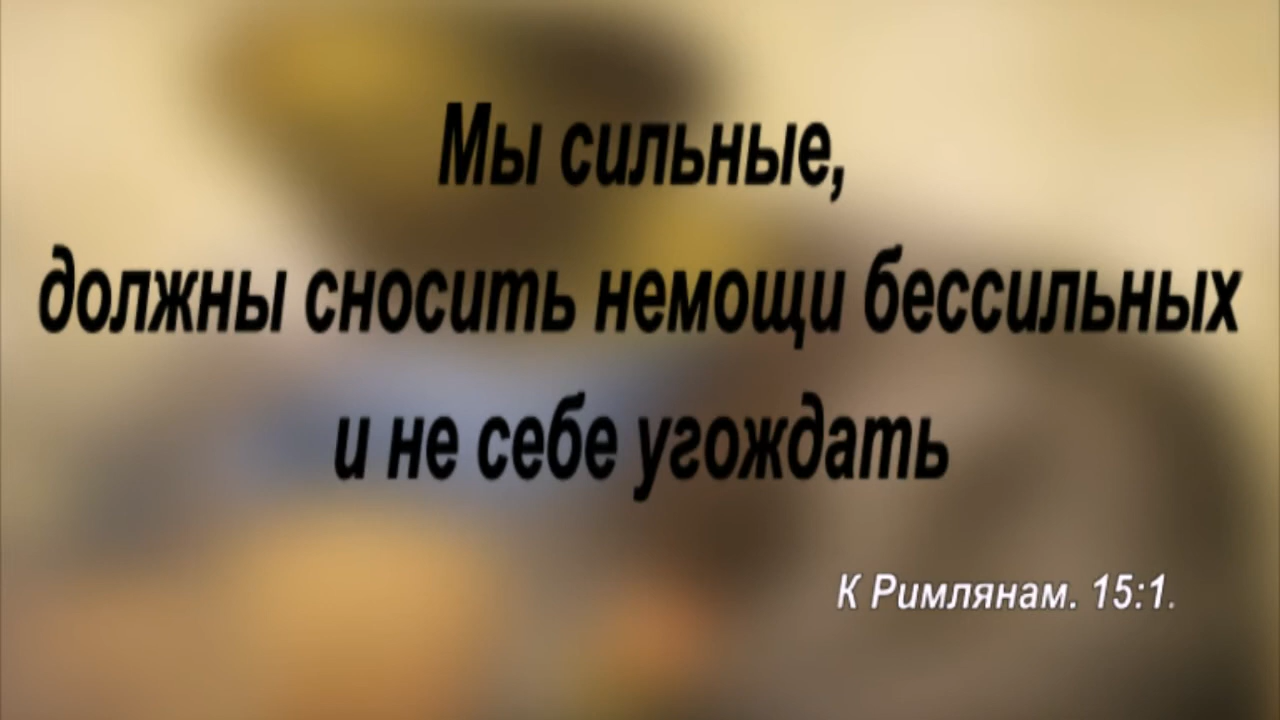 Мы сильные,
должны сносить немощи бессильных
и не себе угождать
К Римлянам. 15:1.